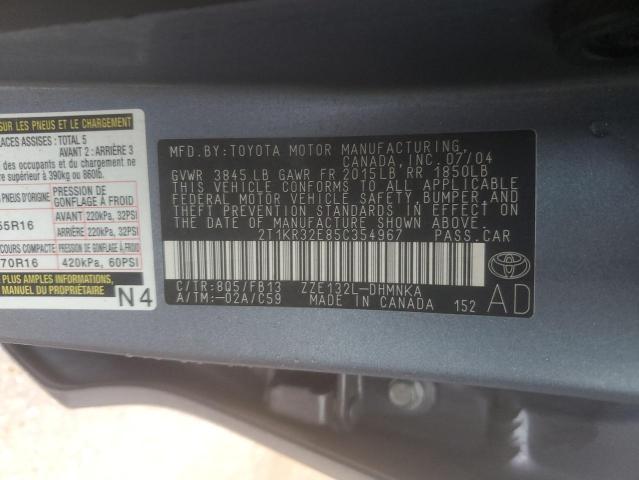 SUR LES PNEUS ET LE CHARGEMENT
PLACES ASSISES : TOTAL 5
AVANT 2 : ARRIÈRE 3
des occupants et du chargement
supérieur à 390kg ou 860lb.
PNEU D'ORIGINE
PRESSION DE
GONFLAGE À FROID
55R16
AVANT 220kPa, 32PSI
ARRIÈRE 220kPa, 32PSI
COURS COMPACTE
PRESSION DE
GONFLAGE À FROID
70R16
420kPa, 60PSI
PLUS AMPLES INFORMATIONS,
MANUEL DU PROPRIÉTAIRE
N4
MFD.BY:TOYOTA MOTOR MANUFACTURING,
CANADA, INC. 07/04
GVWR 3845LB GAWR FR 2015LB RR 1850LB
THIS VEHICLE CONFORMS TO ALL APPLICABLE
FEDERAL MOTOR VEHICLE SAFETY,BUMPER,AND
THEFT PREVENTION STANDARDS IN EFFECT ON
THE DATE OF MANUFACTURE SHOWN ABOVE.
2T1KR32E85C354967 PASS.CAR
C/TR:8Q5/FB13 ZZE132L-DHMNKA
A/TM:-02A/C59 MADE IN CANADA 152
AD